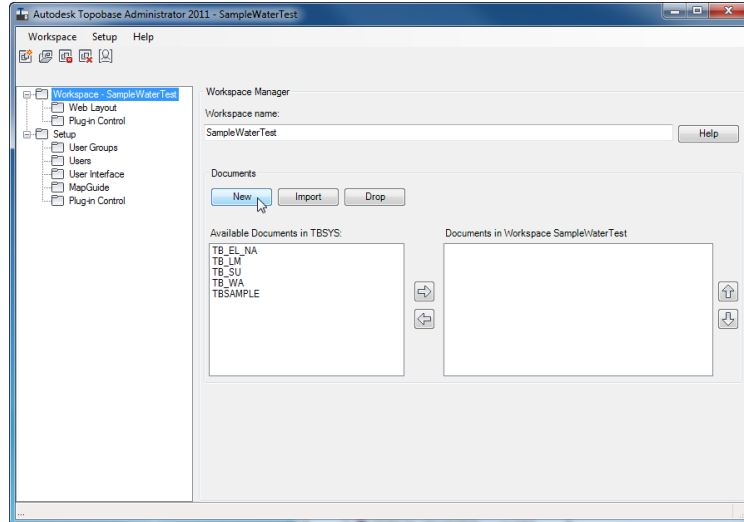 Autodesk Topobase Administrator 2011 - SampleWaterTest
Workspace Setup Help
Workspace - SampleWaterTest
Web Layout
Plug-in Control
Setup
User Groups
Users
User Interface
MapGuide
Plug-in Control
Workspace Manager
Workspace name:
SampleWaterTest
Help
Documents
New Import Drop
Available Documents in TBSYS:
TB_EL_NA
TB_LM
TB_SU
TB_WA
TBSAMPLE
Documents in Workspace SampleWaterTest
...